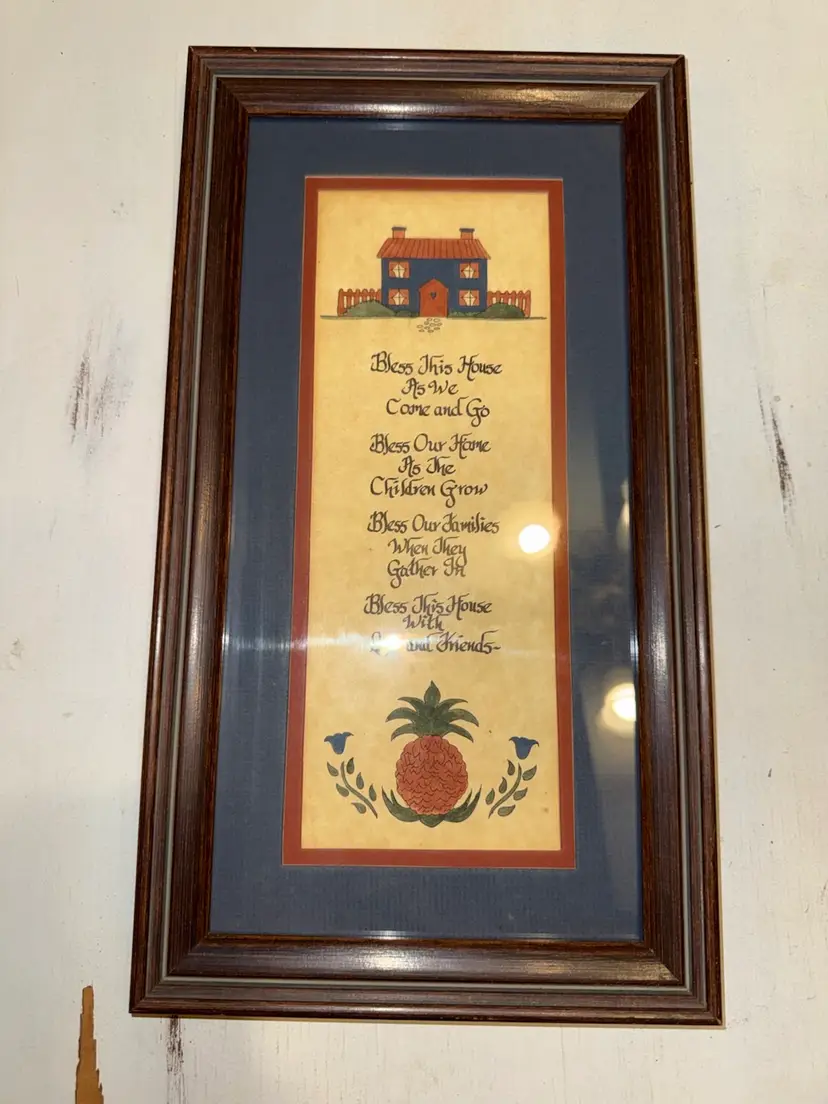 Bless This House
As We
Come and Go
Bless Our Home
As The
Children Grow
Bless Our Families
When They
Gather In
Bless This House
With
and Friends~